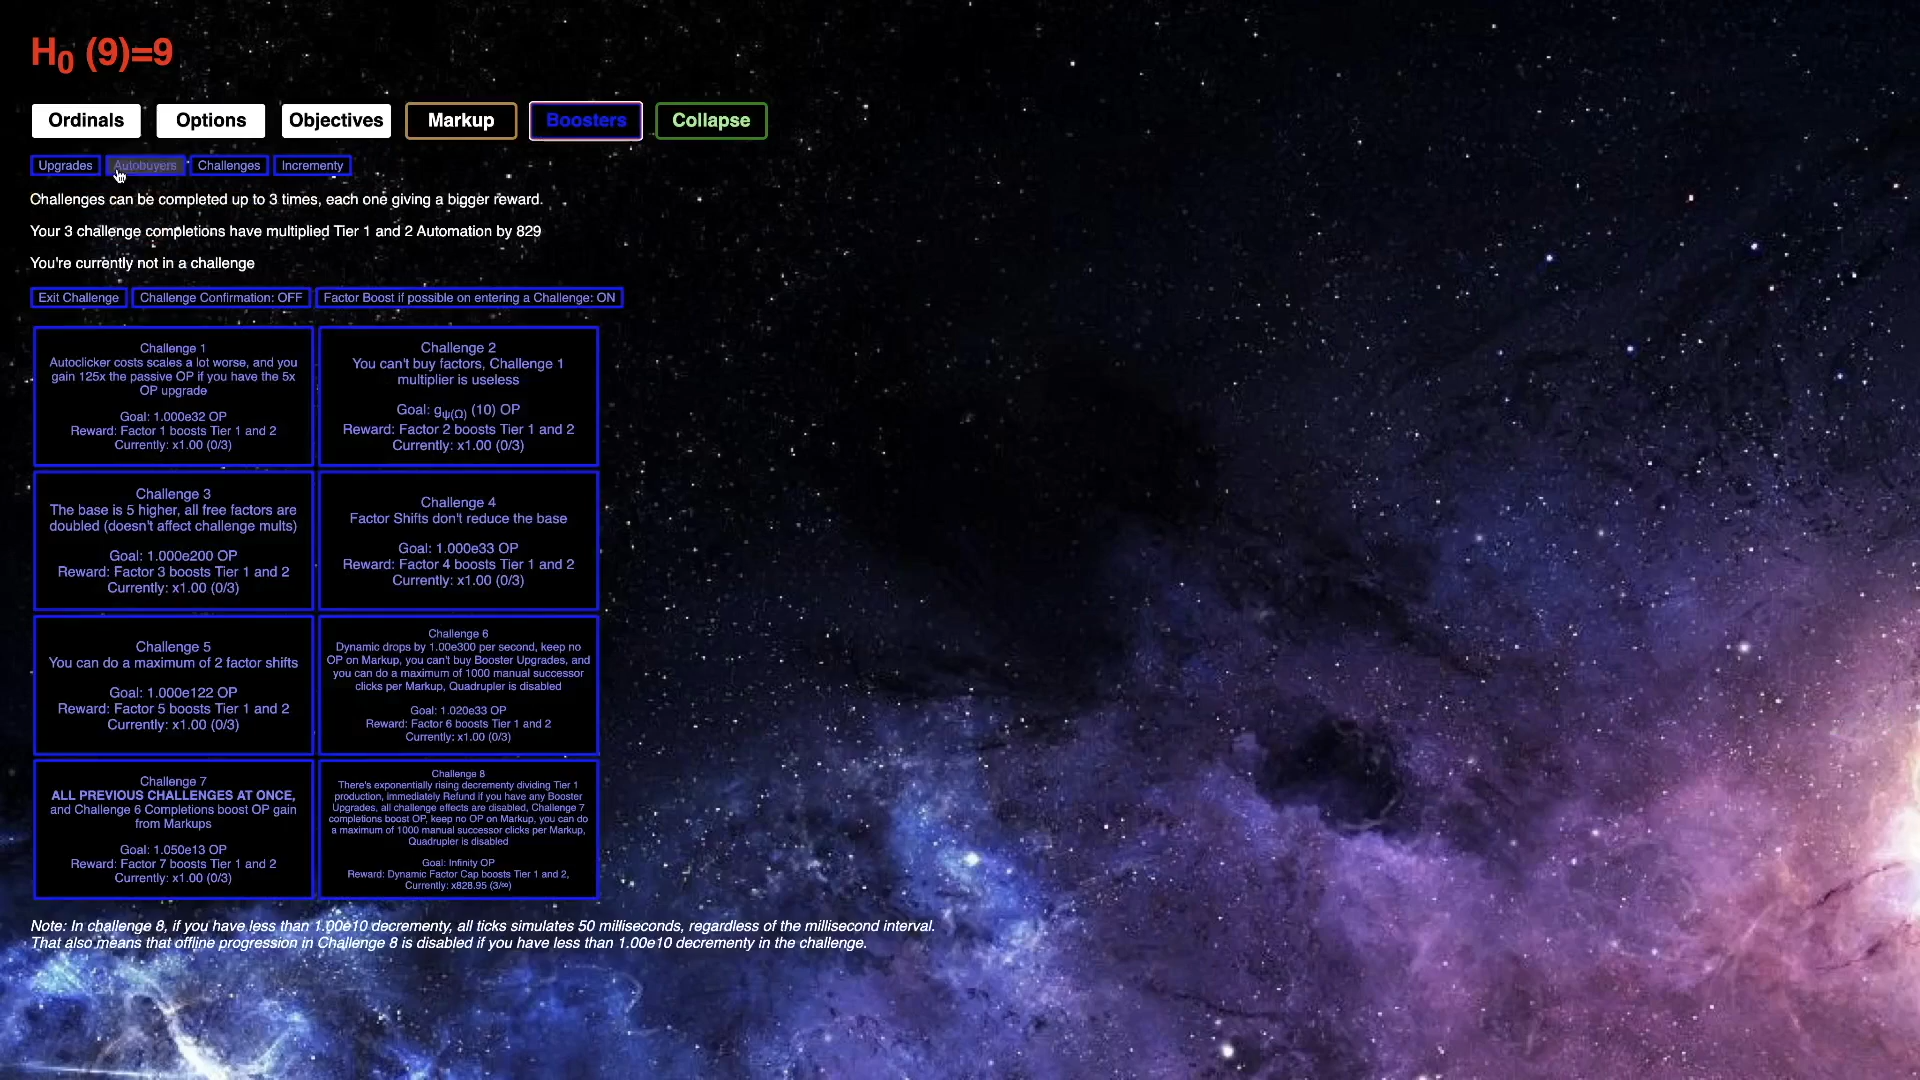 H₀ (9)=9
Ordinals Options Objectives Markup Boosters Collapse
Upgrades Autobuyers Challenges Incrementy
Challenges can be completed up to 3 times, each one giving a bigger reward.
Your 3 challenge completions have multiplied Tier 1 and 2 Automation by 829
You're currently not in a challenge
Exit Challenge Challenge Confirmation: OFF Factor Boost if possible on entering a Challenge: ON
Challenge 1
Autoclicker costs scales a lot worse, and you
gain 125x the passive OP if you have the 5x
OP upgrade
Goal: 1.000e32 OP
Reward: Factor 1 boosts Tier 1 and 2
Currently: x1.00 (0/3)
Challenge 2
You can't buy factors, Challenge 1
multiplier is useless
Goal: gψ(Ω) (10) OP
Reward: Factor 2 boosts Tier 1 and 2
Currently: x1.00 (0/3)
Challenge 3
The base is 5 higher, all free factors are
doubled (doesn't affect challenge mults)
Goal: 1.000e200 OP
Reward: Factor 3 boosts Tier 1 and 2
Currently: x1.00 (0/3)
Challenge 4
Factor Shifts don't reduce the base
Goal: 1.000e33 OP
Reward: Factor 4 boosts Tier 1 and 2
Currently: x1.00 (0/3)
Challenge 5
You can do a maximum of 2 factor shifts
Goal: 1.000e122 OP
Reward: Factor 5 boosts Tier 1 and 2
Currently: x1.00 (0/3)
Challenge 6
Dynamic drops by 1.00e300 per second, keep no
OP on Markup, you can't buy Booster Upgrades, and
you can do a maximum of 1000 manual successor
clicks per Markup, Quadrupler is disabled
Goal: 1.020e33 OP
Reward: Factor 6 boosts Tier 1 and 2
Currently: x1.00 (0/3)
Challenge 7
ALL PREVIOUS CHALLENGES AT ONCE,
and Challenge 6 Completions boost OP gain
from Markups
Goal: 1.050e13 OP
Reward: Factor 7 boosts Tier 1 and 2
Currently: x1.00 (0/3)
Challenge 8
There's exponentially rising decrementy dividing Tier 1
production, immediately Refund if you have any Booster
Upgrades, all challenge effects are disabled, Challenge 7
completions boost OP, keep no OP on Markup, you can do
a maximum of 1000 manual successor clicks per Markup,
Quadrupler is disabled
Goal: Infinity OP
Reward: Dynamic Factor Cap boosts Tier 1 and 2,
Currently: x828.95 (3/∞)
Note: In challenge 8, if you have less than 1.00e10 decrementy, all ticks simulates 50 milliseconds, regardless of the millisecond interval.
That also means that offline progression in Challenge 8 is disabled if you have less than 1.00e10 decrementy in the challenge.